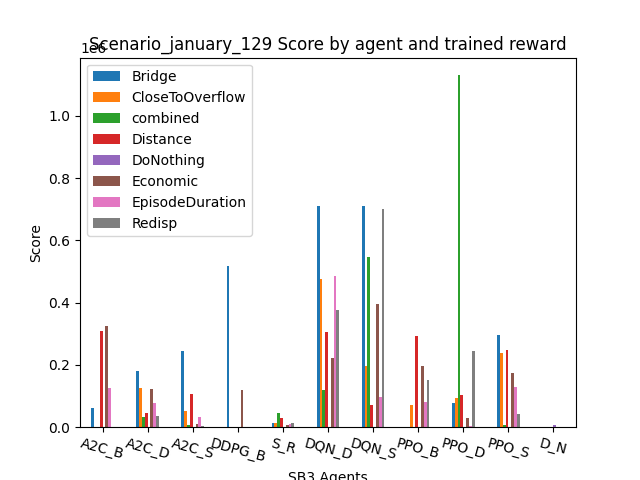 Scenario_january_129 Score by agent and trained reward
1e6
Bridge
CloseToOverflow
combined
Distance
DoNothing
Economic
EpisodeDuration
Redisp
Score
1.0
0.8
0.6
0.4
0.2
0.0
A2C_B A2C_D A2C_S DDPG_B S_R DQN_D DQN_S PPO_B PPO_D PPO_S D_N
SB3 Agents